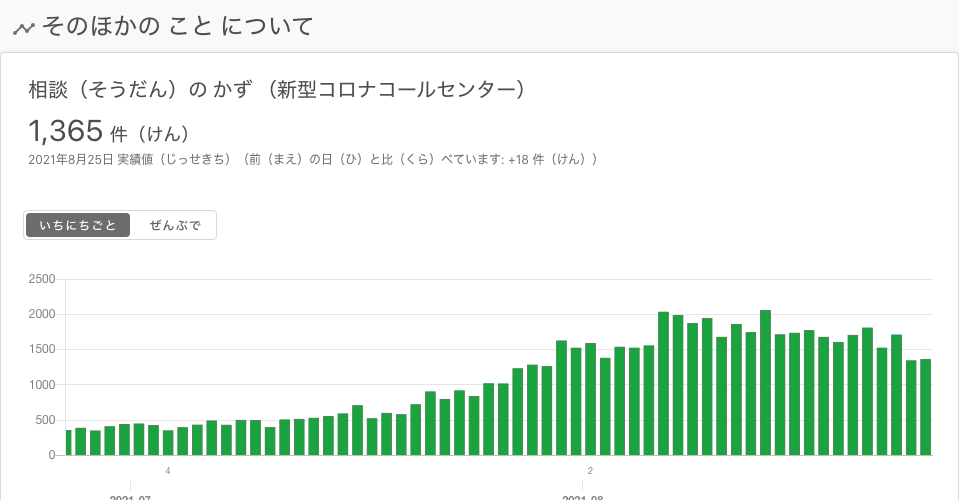 そのほかの こと について
相談（そうだん）の かず （新型コロナコールセンター）
1,365 件（けん）
2021年8月25日 実績値（じっせきち）（前（まえ）の日（ひ）と比（くら）べています: +18 件（けん））
いちにちごと ぜんぶで
2500
2000
1500
1000
500
0
4 2
2021-07 2021-08